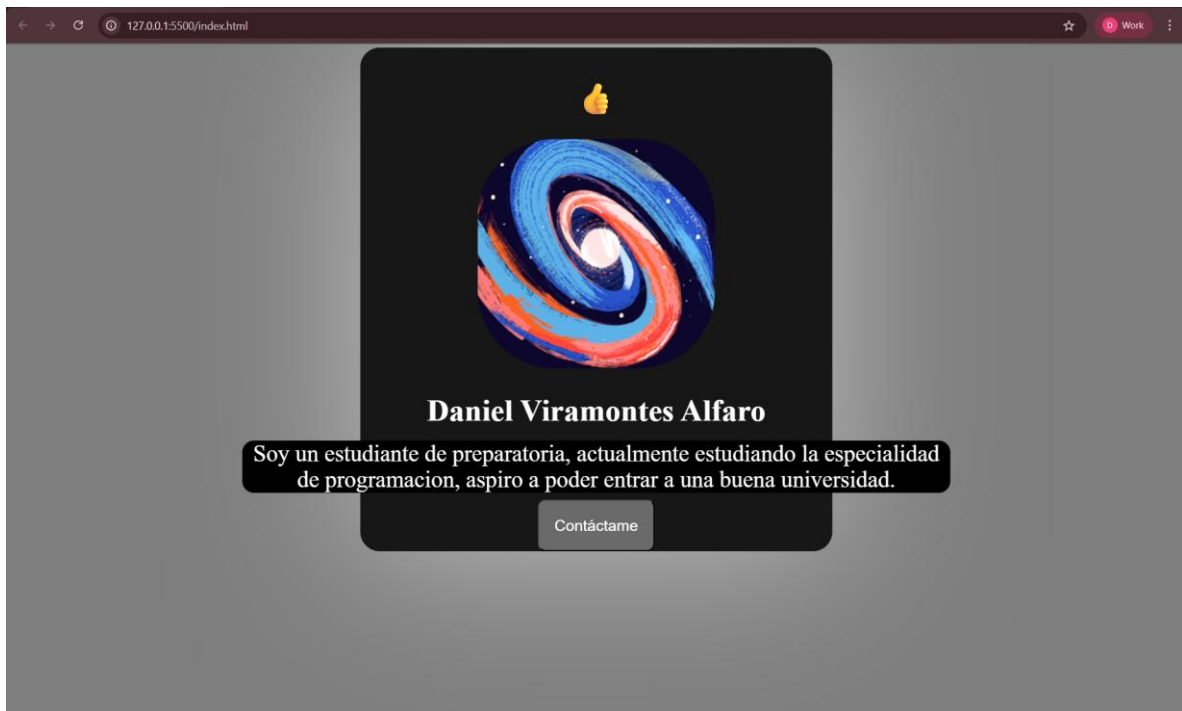 127.0.0.1:5500/index.html
D Work
👍
Daniel Viramontes Alfaro
Soy un estudiante de preparatoria, actualmente estudiando la especialidad
de programacion, aspiro a poder entrar a una buena universidad.
Contáctame